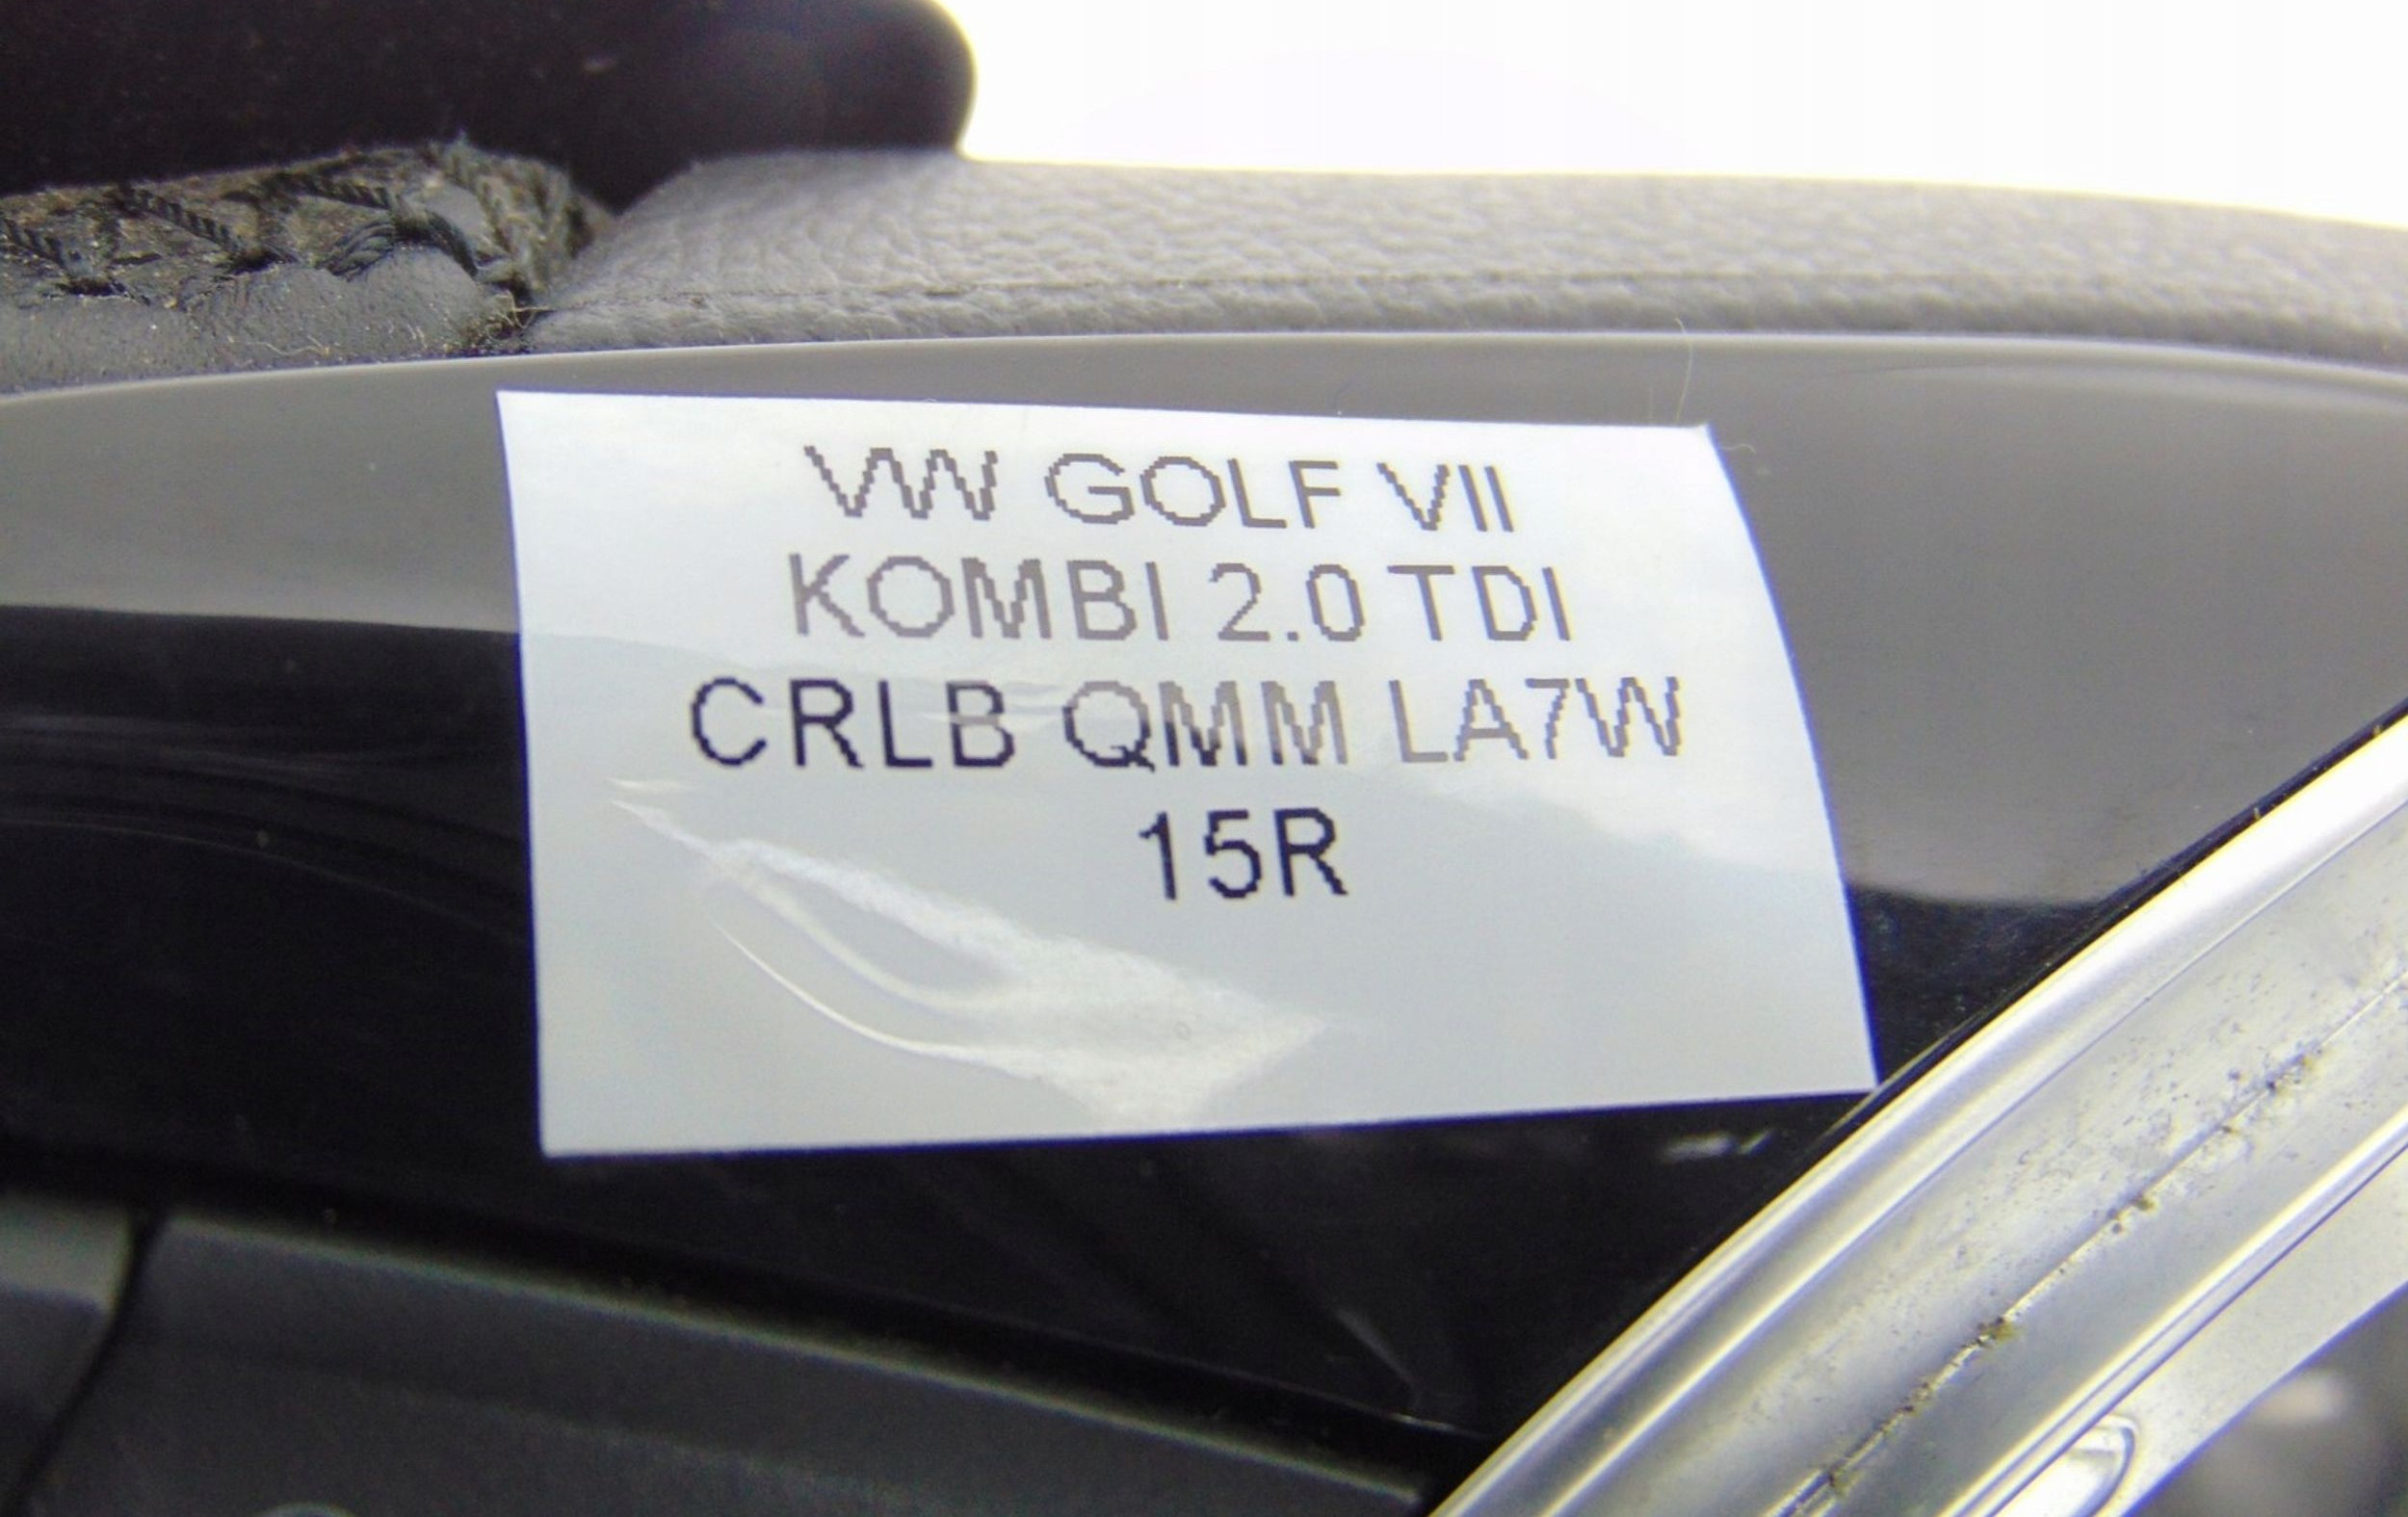 VW GOLF VII
KOMBI 2.0 TDI
CRLB QMM LA7W
15R